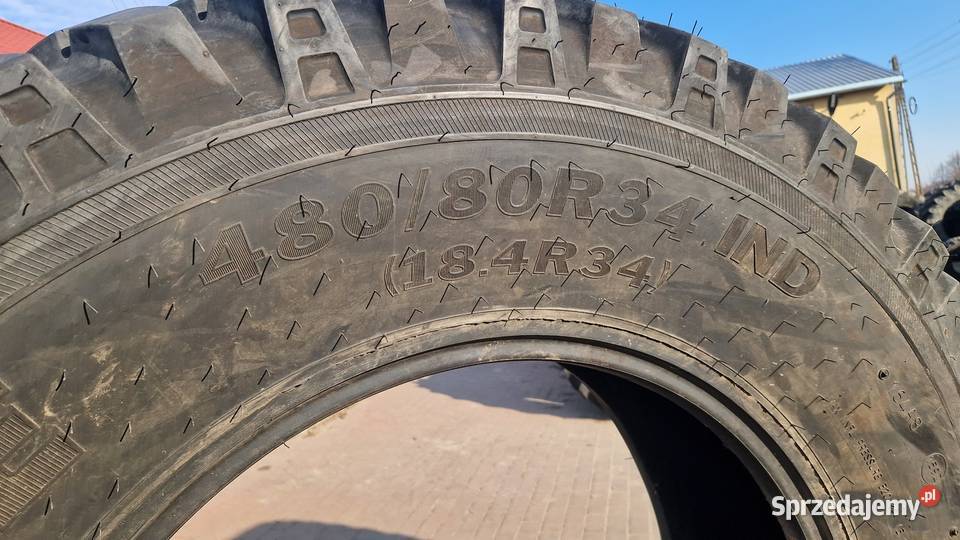 480/80R34 IND
(18.4R34)
Sprzedajemy.pl